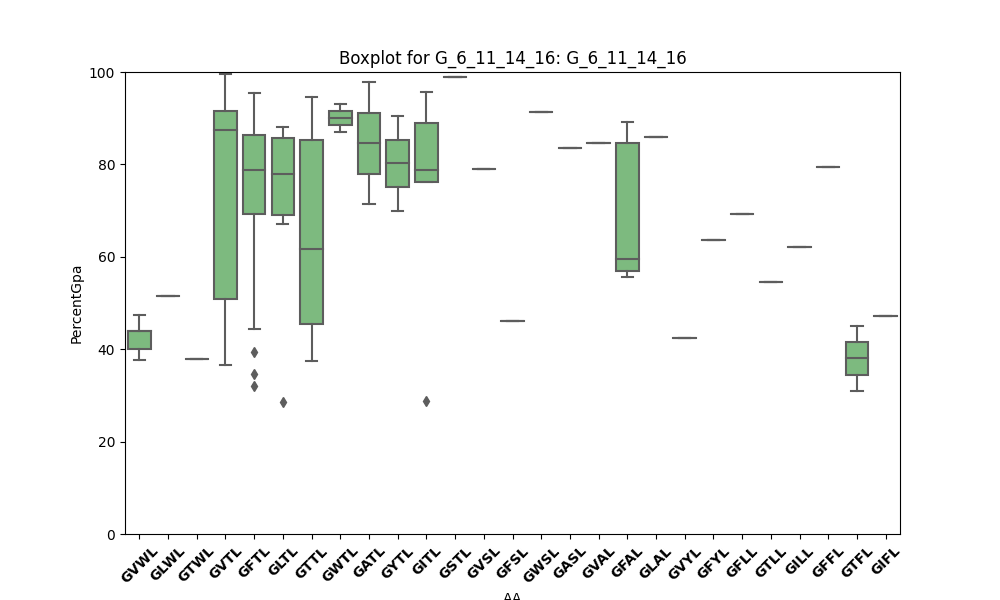 Boxplot for G_6_11_14_16: G_6_11_14_16
PercentGpa
100
80
60
40
20
0
GVWL
GLWL
GTWL
GVTL
GFTL
GLTL
GTTL
GWTL
GATL
GYTL
GITL
GSTL
GVSL
GFSL
GWSL
GASL
GVAL
GFAL
GLAL
GVYL
GFYL
GFLL
GTLL
GILL
GFFL
GTFL
GIFL
AA